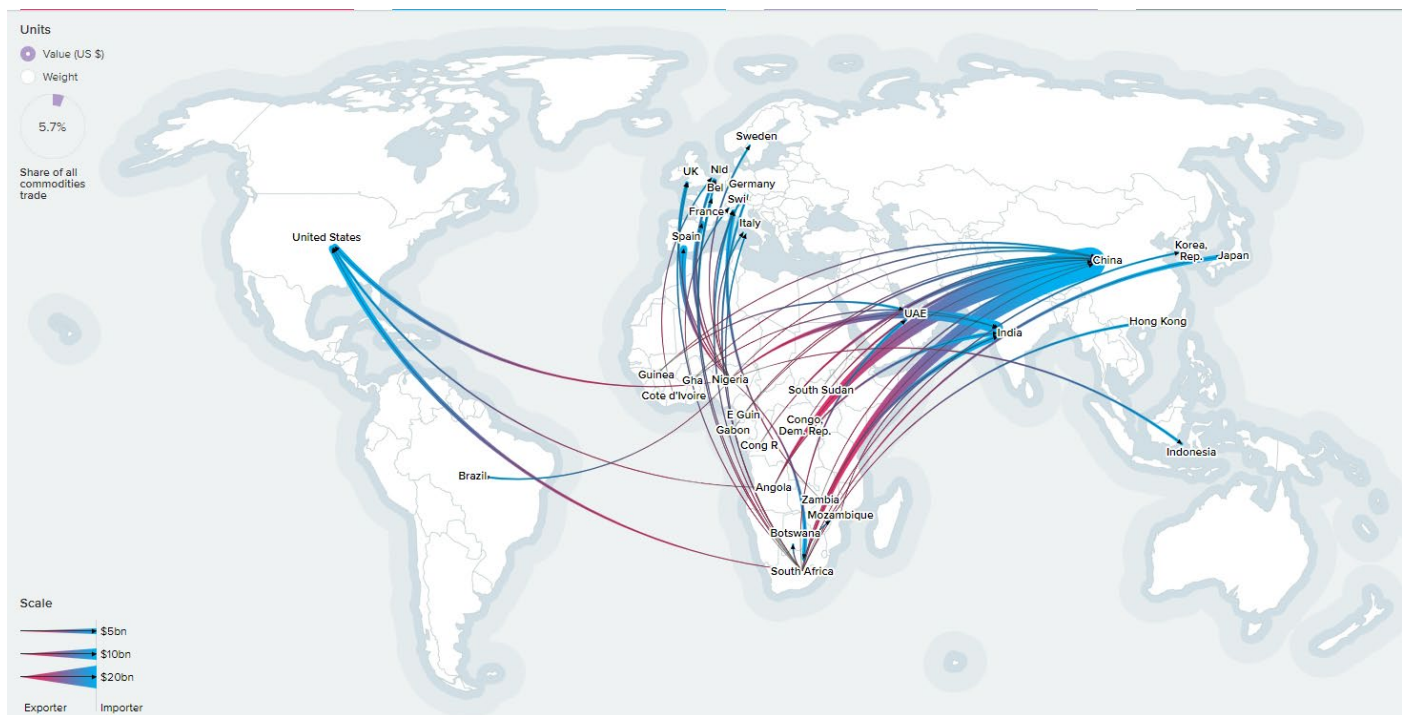 Units
Value (US $)
Weight
5.7%
Share of all
commodities
trade
Sweden
UK
Nld
Bel
Germany
Swi
France
Italy
Spain
United States
China
Korea,
Rep.
Japan
UAE
India
Hong Kong
Guinea
Gha
Nigeria
Cote d'Ivoire
South Sudan
E Guin
Gabon
Congo,
Dem. Rep.
Cong R
Indonesia
Brazil
Angola
Zambia
Mozambique
Botswana
South Africa
Scale
$5bn
$10bn
$20bn
Exporter
Importer